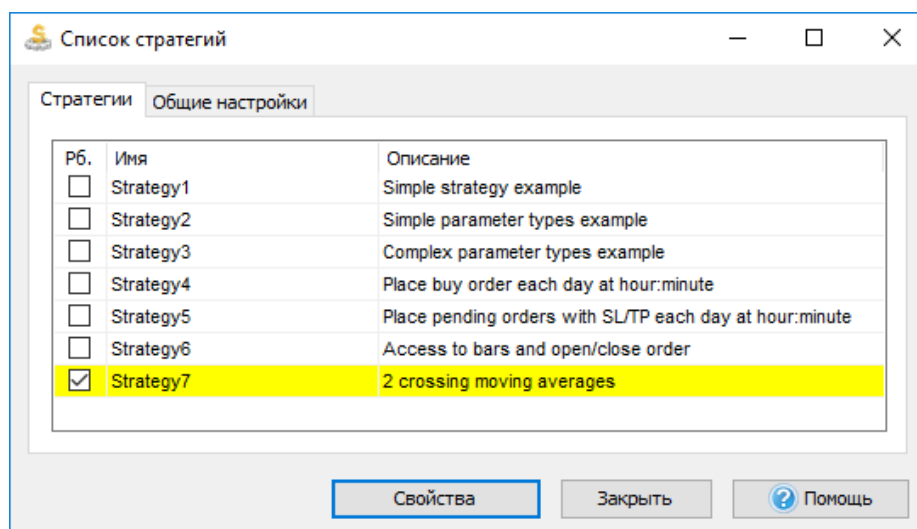 Список стратегий
Стратегии Общие настройки
Рб. Имя Описание
Strategy1 Simple strategy example
Strategy2 Simple parameter types example
Strategy3 Complex parameter types example
Strategy4 Place buy order each day at hour:minute
Strategy5 Place pending orders with SL/TP each day at hour:minute
Strategy6 Access to bars and open/close order
Strategy7 2 crossing moving averages
Свойства Закрыть Помощь